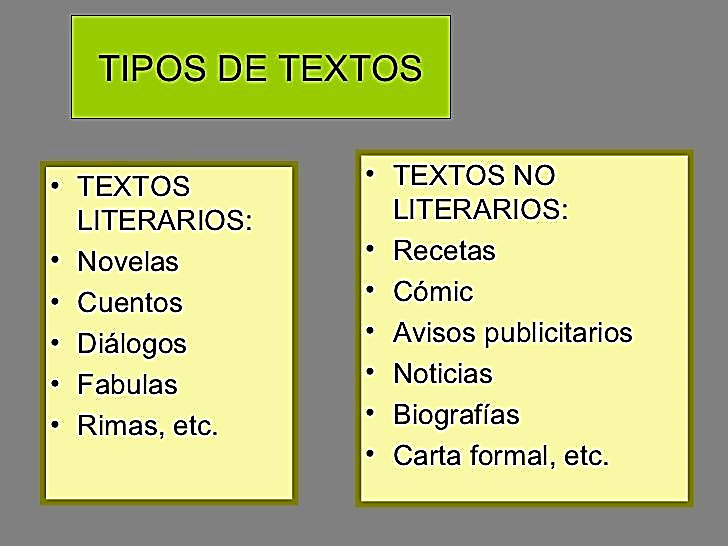 TIPOS DE TEXTOS
• TEXTOS
LITERARIOS:
• Novelas
• Cuentos
• Diálogos
• Fabulas
• Rimas, etc.
• TEXTOS NO
LITERARIOS:
• Recetas
• Cómic
• Avisos publicitarios
• Noticias
• Biografías
• Carta formal, etc.